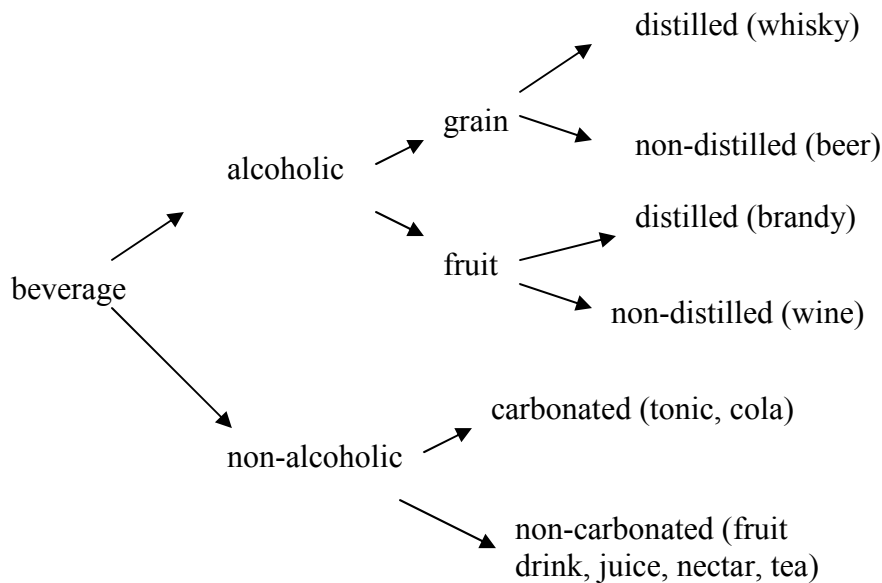 distilled (whisky)
grain
non-distilled (beer)
alcoholic
distilled (brandy)
fruit
beverage
non-distilled (wine)
carbonated (tonic, cola)
non-alcoholic
non-carbonated (fruit
drink, juice, nectar, tea)